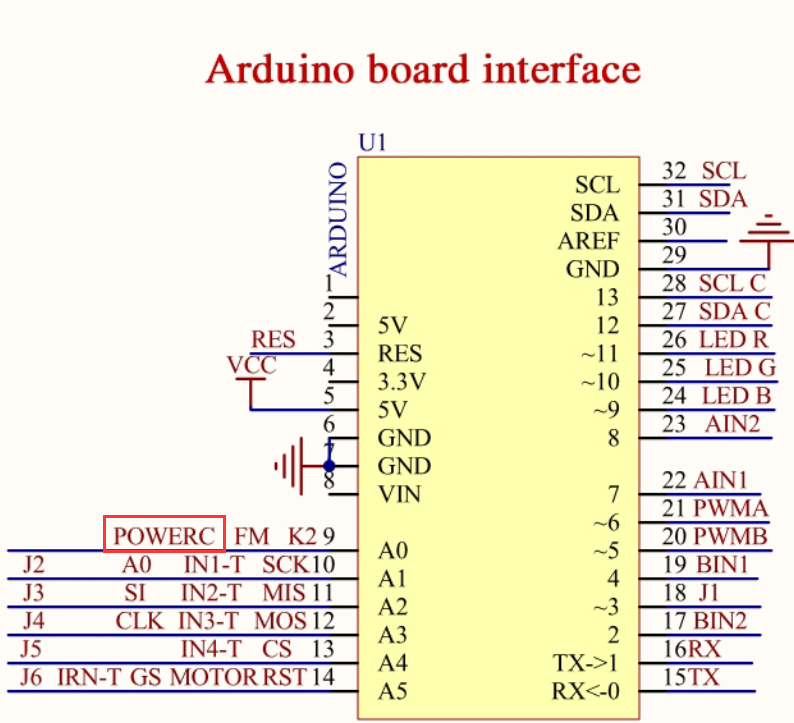 Arduino board interface
U1
ARDUINO
SCL 32 SCL
SDA 31 SDA
AREF 30
GND 29
1
13 28 SCL C
2 5V
12 27 SDA C
RES 3 RES
~11 26 LED R
VCC
4 3.3V
~10 25 LED G
5 5V
~9 24 LED B
6 GND
8 23 AIN2
7 GND
8 VIN
7 22 AIN1
~6 21 PWMA
POWERC FM K2 9 A0
~5 20 PWMB
J2 A0 IN1-T SCK 10 A1
4 19 BIN1
J3 SI IN2-T MIS 11 A2
~3 18 J1
J4 CLK IN3-T MOS 12 A3
2 17 BIN2
J5 IN4-T CS 13 A4
TX->1 16 RX
J6 IRN-T GS MOTOR RST 14 A5
RX<-0 15 TX